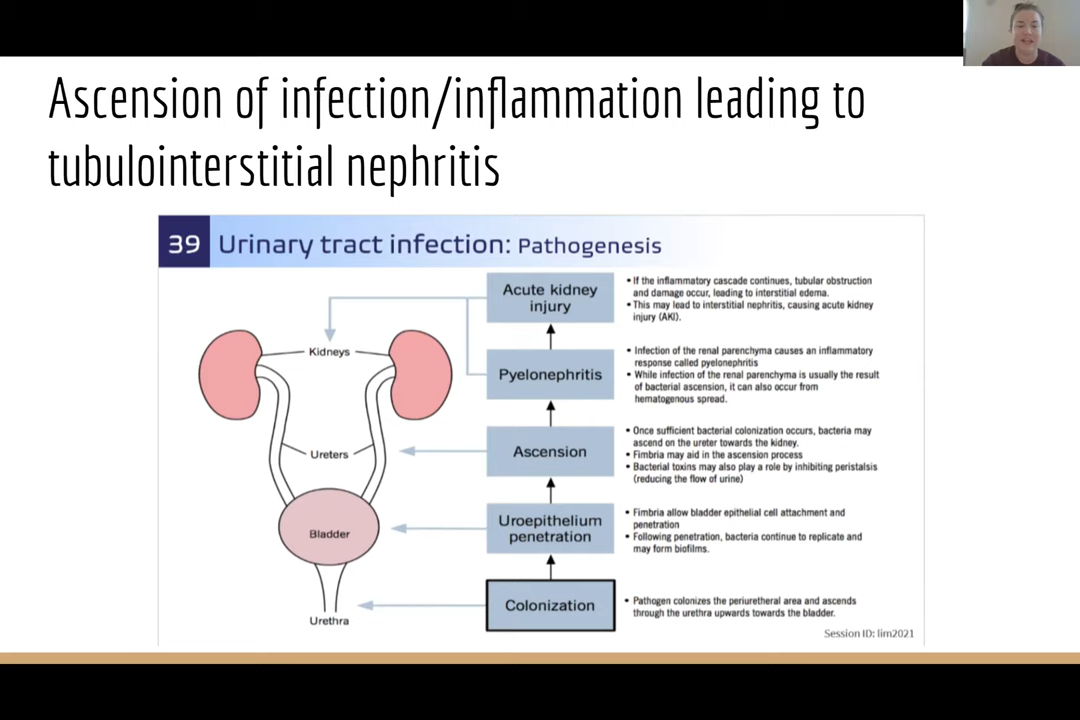 Ascension of infection/inflammation leading to
tubulointerstitial nephritis
39 Urinary tract infection: Pathogenesis
Acute kidney
injury
• If the inflammatory cascade continues, tubular obstruction
and damage occur, leading to interstitial edema.
• This may lead to interstitial nephritis, causing acute kidney
injury (AKI).
Kidneys
Pyelonephritis
• Infection of the renal parenchyma causes an inflammatory
response called pyelonephritis
• While infection of the renal parenchyma is usually the result
of bacterial ascension, it can also occur from
hematogenous spread.
Ureters
Ascension
• Once sufficient bacterial colonization occurs, bacteria may
ascend on the ureter towards the kidney.
• Fimbria may aid in the ascension process
• Bacterial toxins may also play a role by inhibiting peristalsis
(reducing the flow of urine)
Bladder
Uroepithelium
penetration
• Fimbria allow bladder epithelial cell attachment and
penetration
• Following penetration, bacteria continue to replicate and
may form biofilms.
Urethra
Colonization
• Pathogen colonizes the periuretheral area and ascends
through the urethra upwards towards the bladder.
Session ID: lim2021